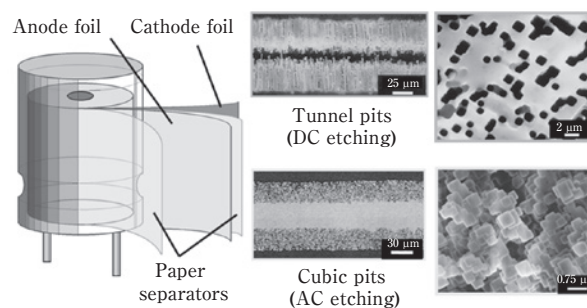 Anode foil
Cathode foil
Paper
separators
25 μm
Tunnel pits
(DC etching)
2 μm
30 μm
Cubic pits
(AC etching)
0.75 μm